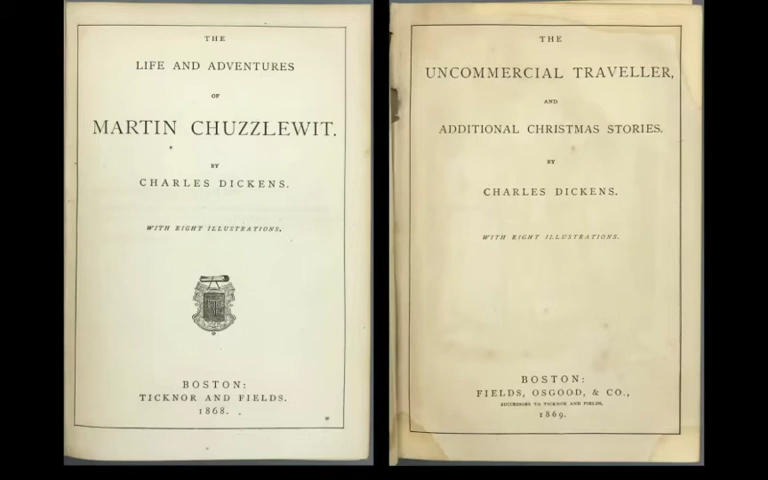 THE
LIFE AND ADVENTURES
OF
MARTIN CHUZZLEWIT.
BY
CHARLES DICKENS.
WITH EIGHT ILLUSTRATIONS.
BOSTON:
TICKNOR AND FIELDS.
1868.
THE
UNCOMMERCIAL TRAVELLER,
AND
ADDITIONAL CHRISTMAS STORIES.
BY
CHARLES DICKENS.
WITH EIGHT ILLUSTRATIONS.
BOSTON:
FIELDS, OSGOOD, & CO.,
SUCCESSORS TO TICKNOR AND FIELDS,
1869.